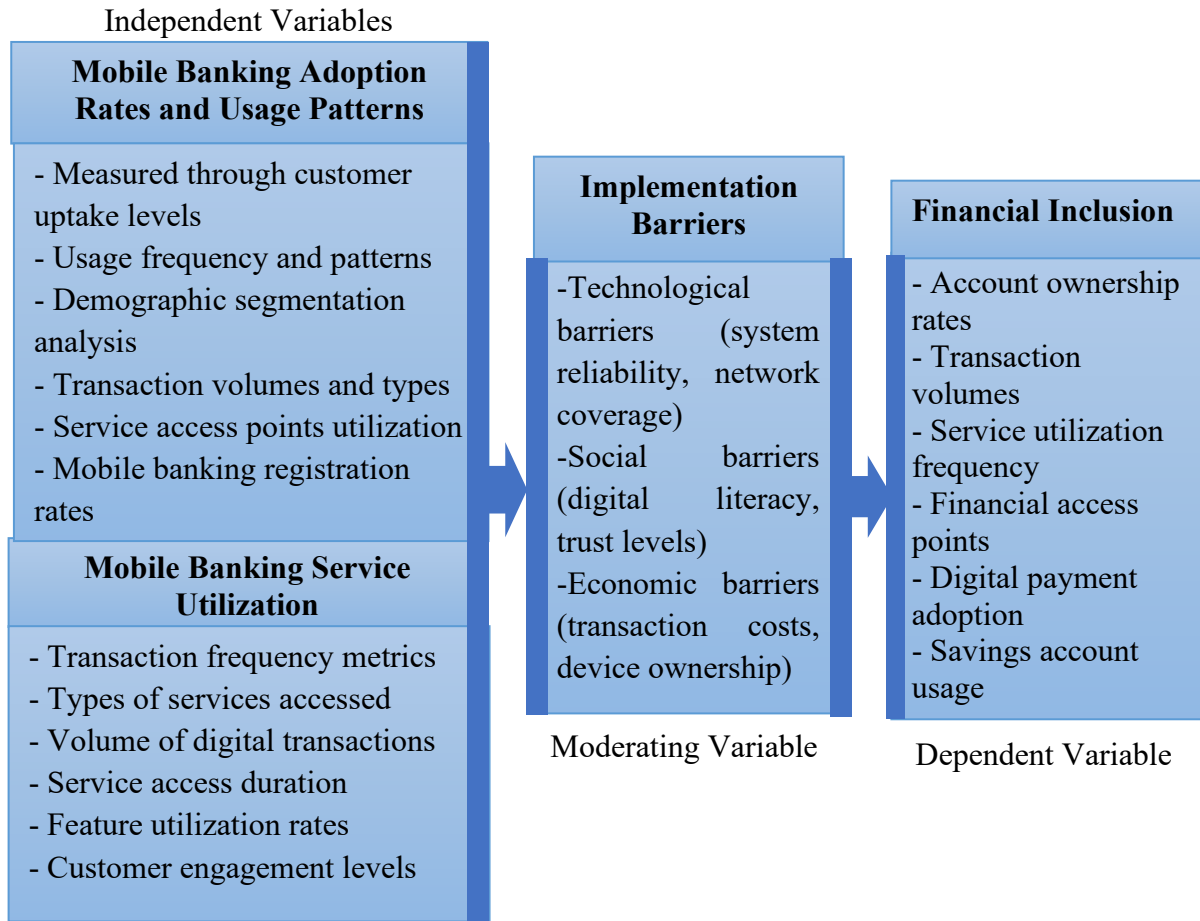 Independent Variables
Mobile Banking Adoption
Rates and Usage Patterns
- Measured through customer
uptake levels
- Usage frequency and patterns
- Demographic segmentation
analysis
- Transaction volumes and types
- Service access points utilization
- Mobile banking registration
rates
Mobile Banking Service
Utilization
- Transaction frequency metrics
- Types of services accessed
- Volume of digital transactions
- Service access duration
- Feature utilization rates
- Customer engagement levels
Implementation
Barriers
-Technological
barriers (system
reliability, network
coverage)
-Social barriers
(digital literacy,
trust levels)
-Economic barriers
(transaction costs,
device ownership)
Moderating Variable
Financial Inclusion
- Account ownership
rates
- Transaction
volumes
- Service utilization
frequency
- Financial access
points
- Digital payment
adoption
- Savings account
usage
Dependent Variable